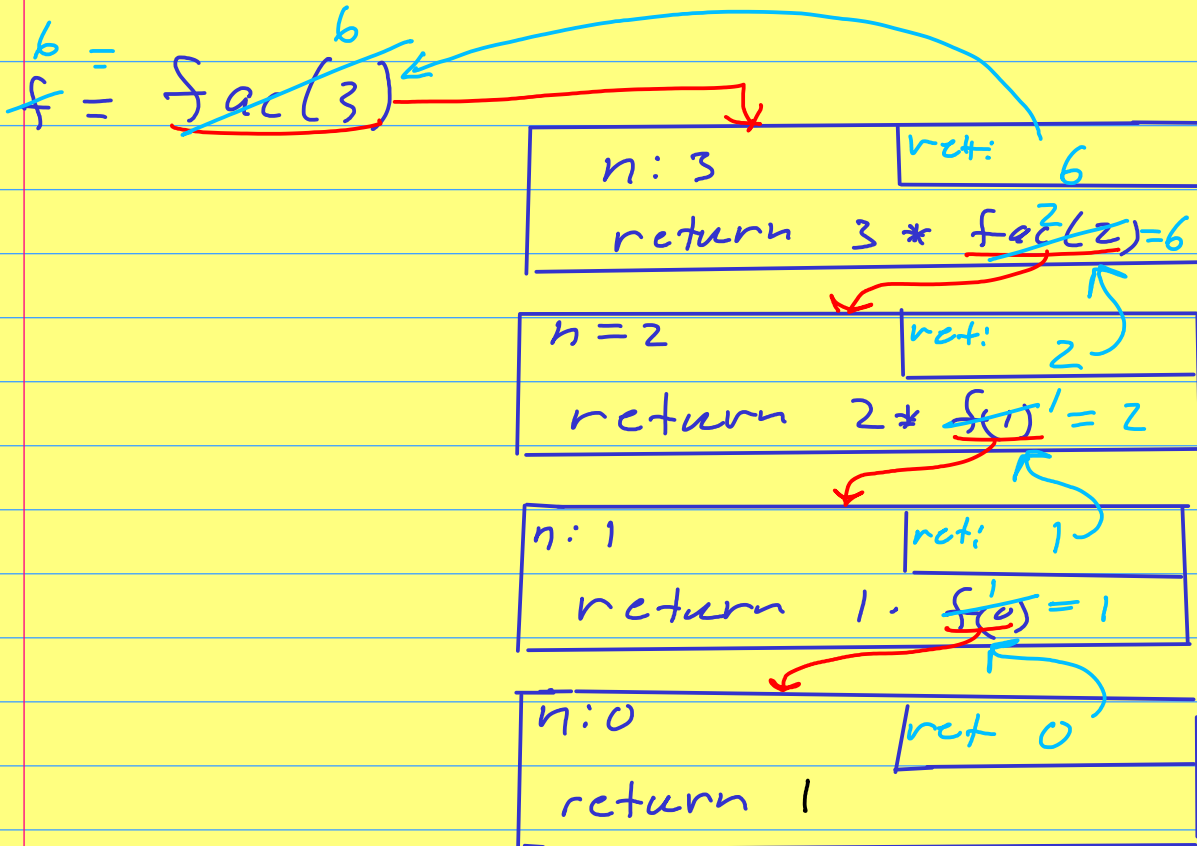 6 = 6
f = fac(3)
n: 3 ret: 6
2
return 3 * fac(2) = 6
n = 2 ret: 2
return 2 * f(1) 1 = 2
n: 1 ret: 1
1
return 1 · f(0) = 1
n: 0 ret 0
return 1